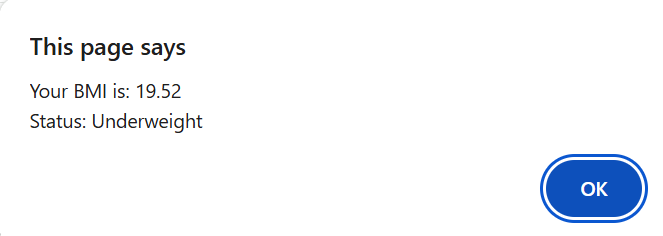 This page says
Your BMI is: 19.52
Status: Underweight
OK